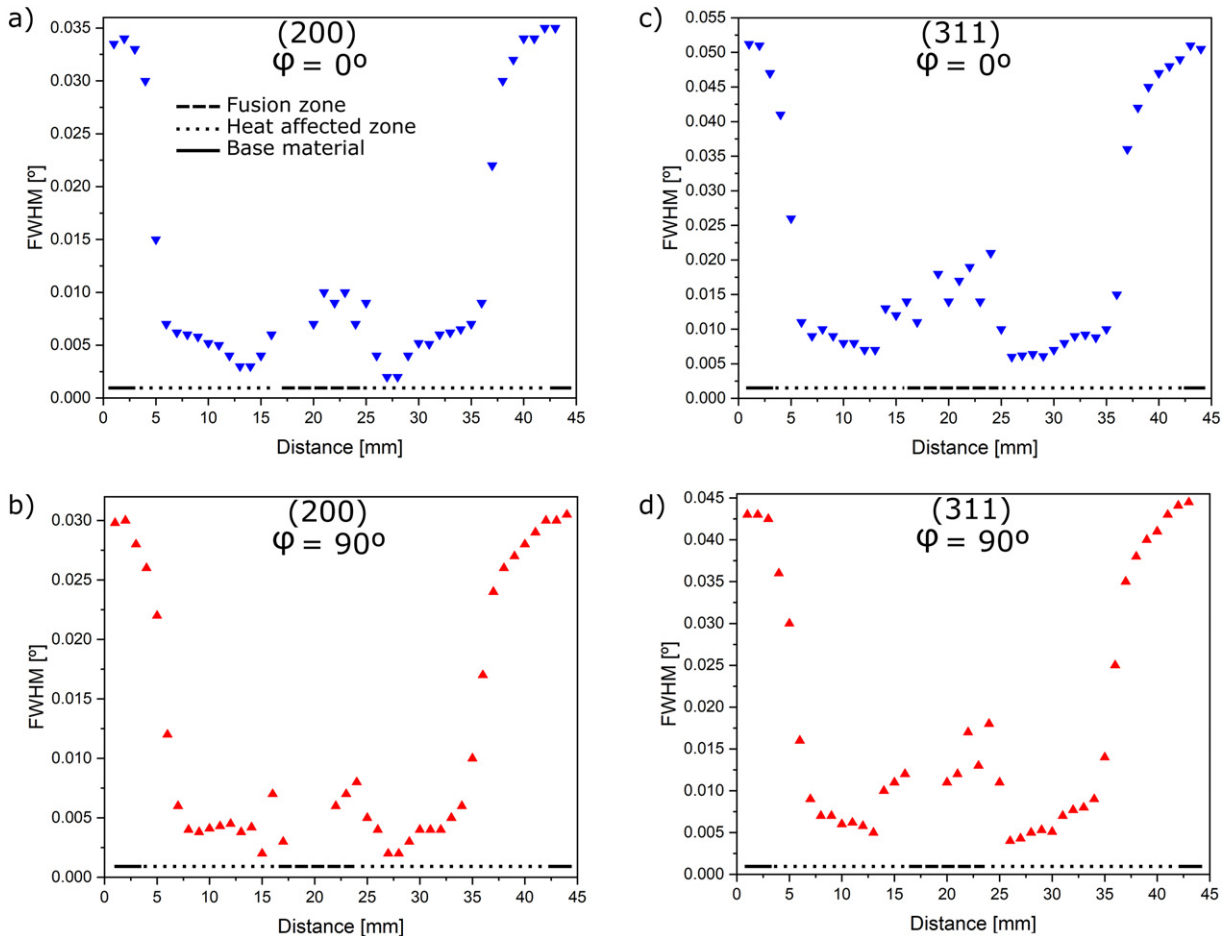 a)
(200)
φ = 0º
Fusion zone
Heat affected zone
Base material
FWHM [º]
0.035
0.030
0.025
0.020
0.015
0.010
0.005
0.000
0 5 10 15 20 25 30 35 40 45
Distance [mm]
c)
(311)
φ = 0º
FWHM [º]
0.055
0.050
0.045
0.040
0.035
0.030
0.025
0.020
0.015
0.010
0.005
0.000
0 5 10 15 20 25 30 35 40 45
Distance [mm]
b)
(200)
φ = 90º
FWHM [º]
0.030
0.025
0.020
0.015
0.010
0.005
0.000
0 5 10 15 20 25 30 35 40 45
Distance [mm]
d)
(311)
φ = 90º
FWHM [º]
0.045
0.040
0.035
0.030
0.025
0.020
0.015
0.010
0.005
0.000
0 5 10 15 20 25 30 35 40 45
Distance [mm]